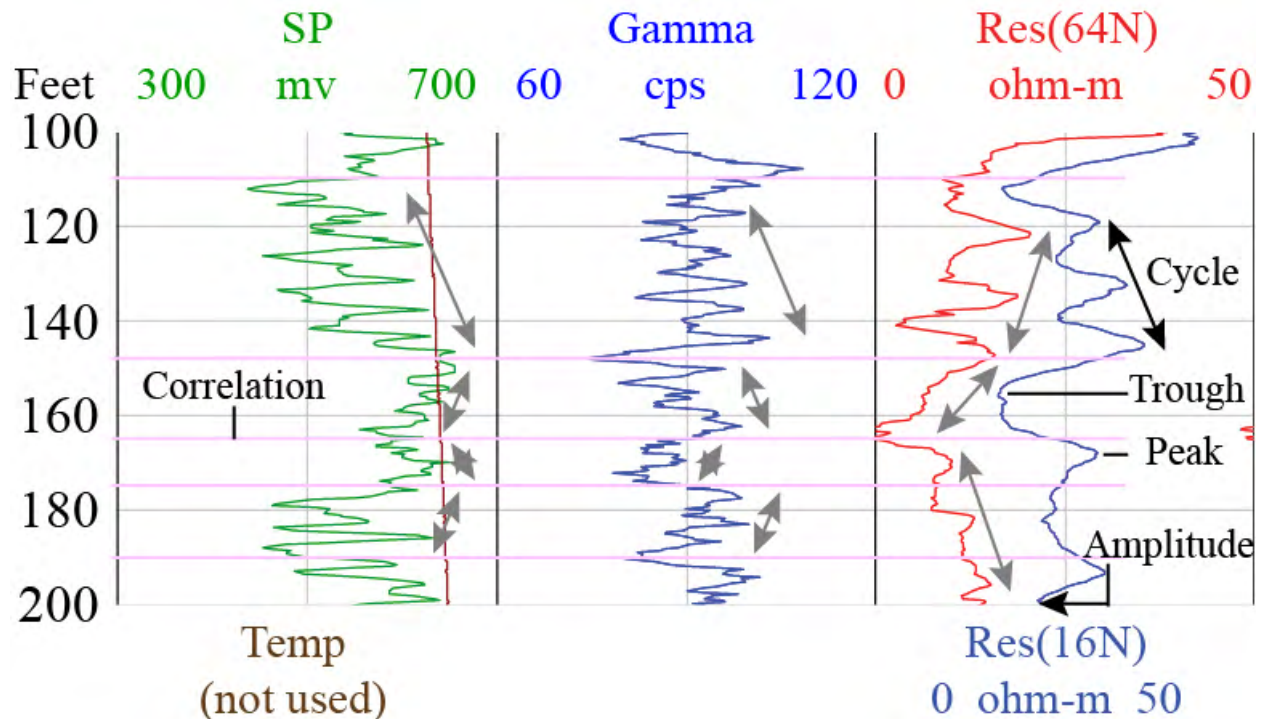 SP Gamma Res(64N)
Feet 300 mv 700 60 cps 120 0 ohm-m 50
100
120
Cycle
140
Correlation
Trough
160
Peak
180
Amplitude
200
Temp Res(16N)
(not used) 0 ohm-m 50